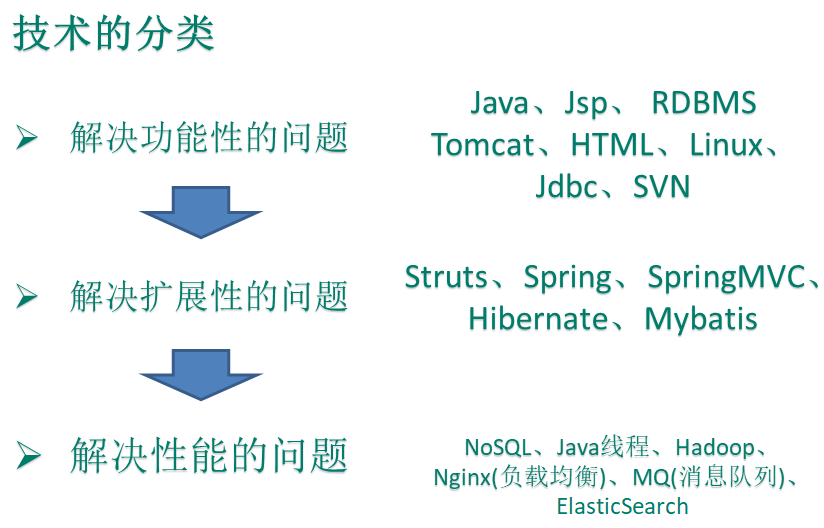 技术的分类
解决功能性的问题
Java、Jsp、 RDBMS
Tomcat、HTML、Linux、
Jdbc、SVN
解决扩展性的问题
Struts、Spring、SpringMVC、
Hibernate、Mybatis
解决性能的问题
NoSQL、Java线程、Hadoop、
Nginx(负载均衡)、MQ(消息队列)、
ElasticSearch